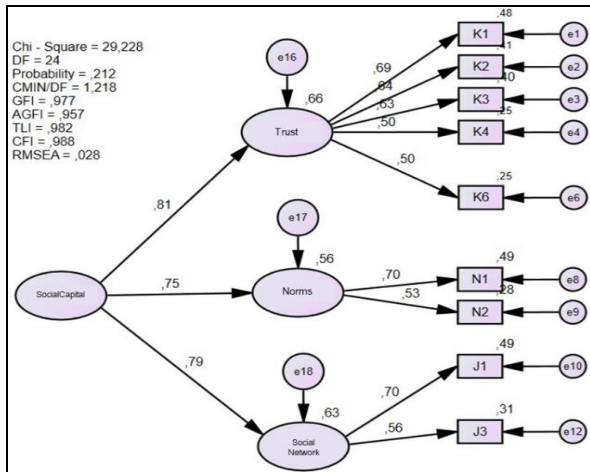 Chi - Square = 29,228
DF = 24
Probability = ,212
CMIN/DF = 1,218
GFI = ,977
AGFI = ,957
TLI = ,982
CFI = ,988
RMSEA = ,028
e16
,66
Trust
,69
,64
,63
,50
,50
,48
K1
e1
,41
K2
e2
,40
K3
e3
,25
K4
e4
,25
K6
e6
,81
e17
,56
Norms
,75
SocialCapital
,70
,53
,49
N1
e8
,28
N2
e9
,79
e18
,63
Social
Network
,70
,56
,49
J1
e10
,31
J3
e12